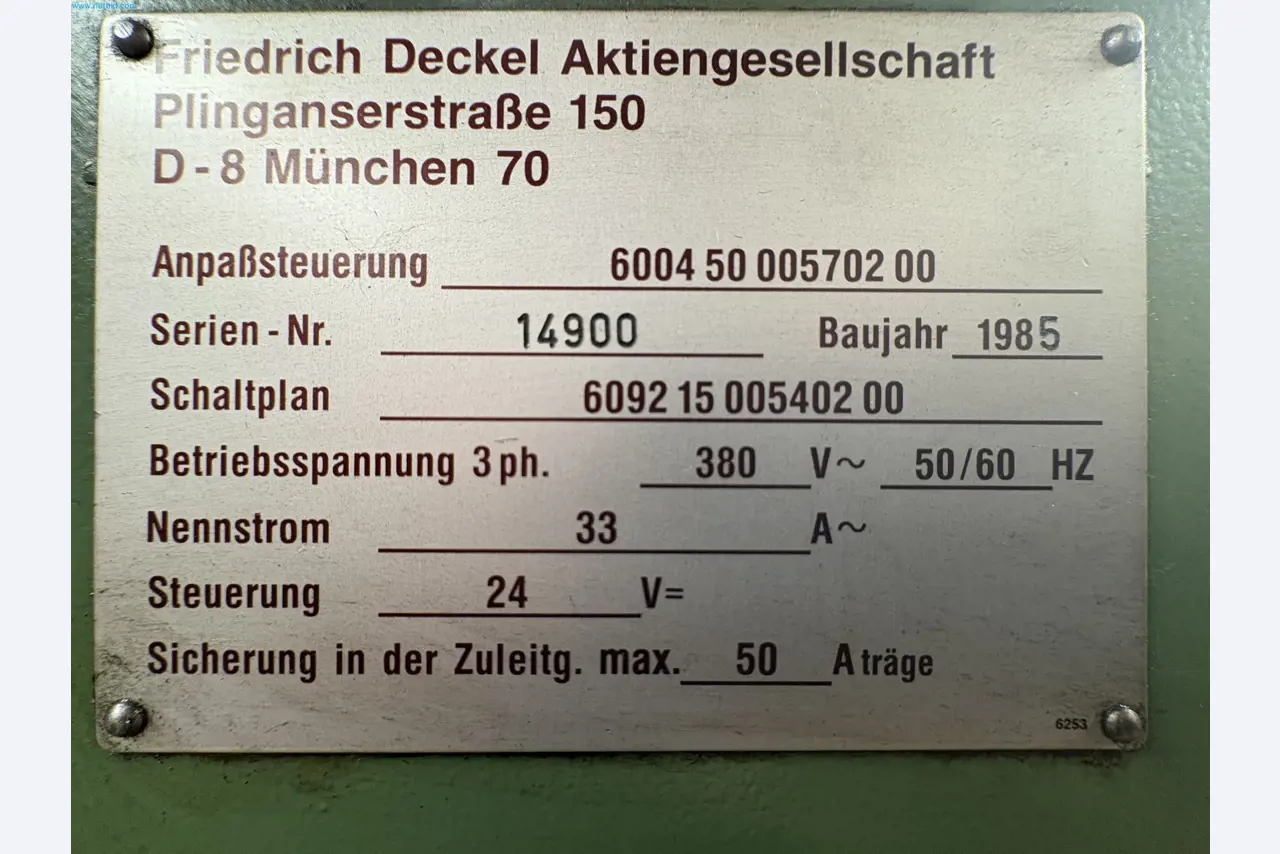 Friedrich Deckel Aktiengesellschaft
Plinganserstraße 150
D-8 München 70
Anpaßsteuerung 6004 50 005702 00
Serien-Nr. 14900 Baujahr 1985
Schaltplan 6092 15 005402 00
Betriebsspannung 3 ph. 380 V~ 50/60 HZ
Nennstrom 33 A~
Steuerung 24 V=
Sicherung in der Zuleitg. max. 50 A träge
6253